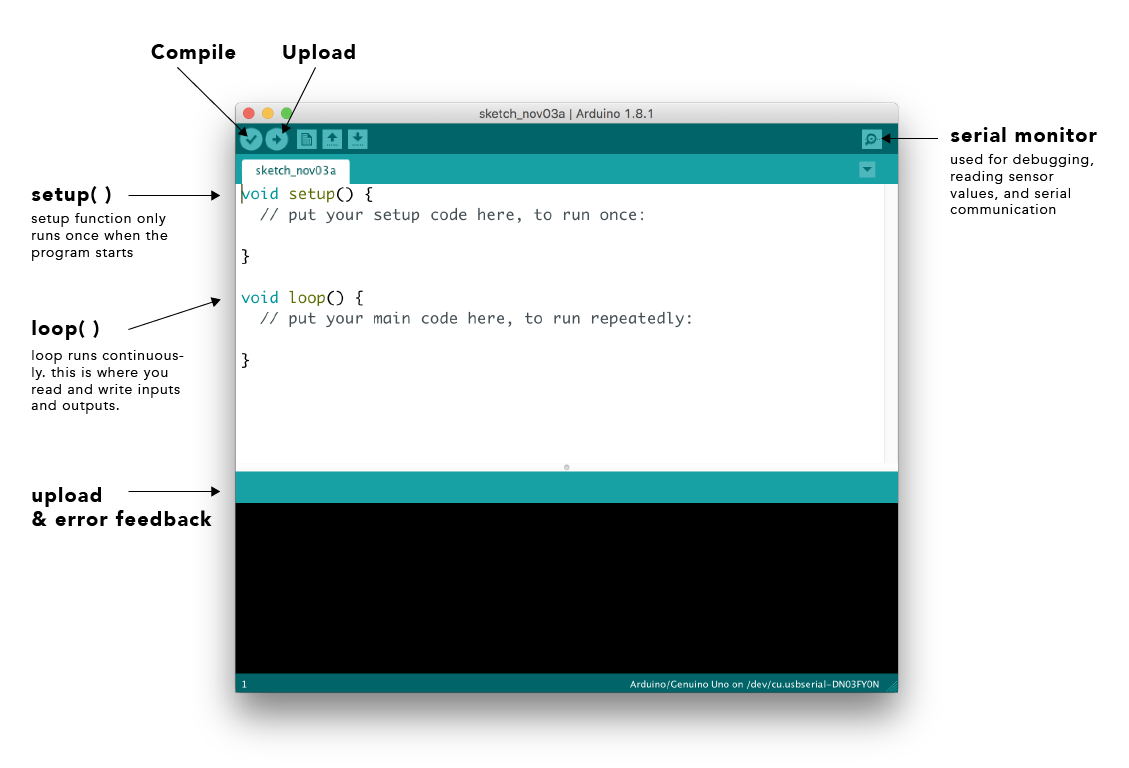 Compile
Upload
sketch_nov03a | Arduino 1.8.1
serial monitor
used for debugging,
reading sensor
values, and serial
communication
sketch_nov03a
setup( )
setup function only
runs once when the
program starts
void setup() {
  // put your setup code here, to run once:
}
void loop() {
  // put your main code here, to run repeatedly:
}
loop( )
loop runs continuous-
ly. this is where you
read and write inputs
and outputs.
upload
& error feedback
1
Arduino/Genuino Uno on /dev/cu.usbserial-DN03FY0N